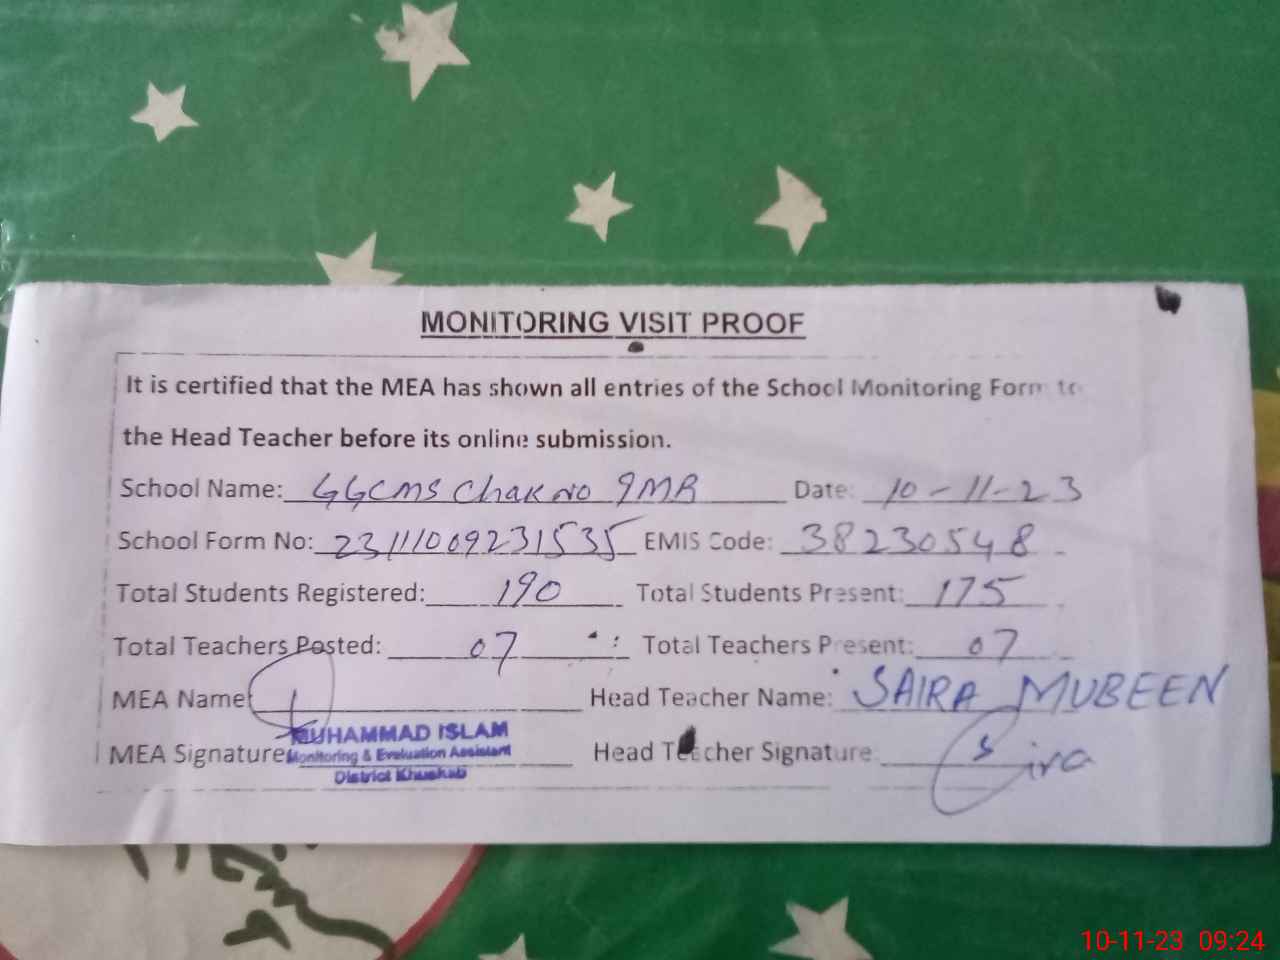 MONITORING VISIT PROOF
It is certified that the MEA has shown all entries of the School Monitoring Form to
the Head Teacher before its online submission.
School Name: GGCMS Chak no 9MB Date: 10-11-23
School Form No: 23111009231535 EMIS Code: 38230548
Total Students Registered: 190 Total Students Present: 175
Total Teachers Posted: 07 Total Teachers Present: 07
MEA Name: Head Teacher Name: SAIRA MUBEEN
MUHAMMAD ISLAM
MEA Signature Monitoring & Evaluation Assistant Head Teacher Signature: Saira
District Khushab
10-11-23 09:24